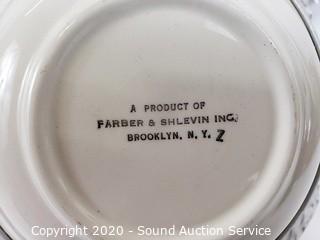 A PRODUCT OF
FARBER & SHLEVIN INC.
BROOKLYN, N. Y. Z
Copyright 2020 - Sound Auction Service